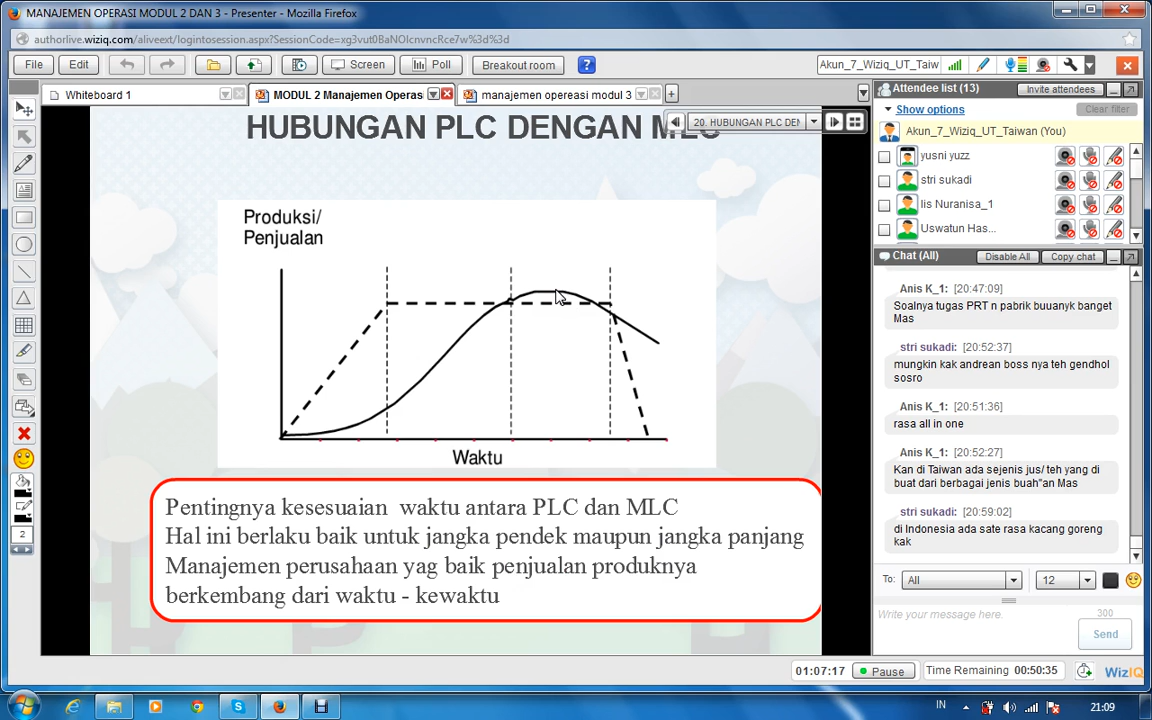 MANAJEMEN OPERASI MODUL 2 DAN 3 - Presenter - Mozilla Firefox
authorlive.wiziq.com/aliveext/logintosession.aspx?SessionCode=xg3vut0BaNOIcnvncRce7w%3d%3d
File Edit Screen Poll Breakout room ? Akun_7_Wiziq_UT_Taiw
Whiteboard 1 MODUL 2 Manajemen Operas manajemen opereasi modul 3
HUBUNGAN PLC DENGAN MLC
20. HUBUNGAN PLC DEN
Produksi/
Penjualan
Waktu
Pentingnya kesesuaian waktu antara PLC dan MLC
Hal ini berlaku baik untuk jangka pendek maupun jangka panjang
Manajemen perusahaan yag baik penjualan produknya
berkembang dari waktu - kewaktu
2
Attendee list (13) Invite attendees
Show options Clear filter
Akun_7_Wiziq_UT_Taiwan (You)
yusni yuzz
stri sukadi
Iis Nuranisa_1
Uswatun Has...
Chat (All) Disable All Copy chat
Anis K_1: [20:47:09]
Soalnya tugas PRT n pabrik buuanyk banget
Mas
stri sukadi: [20:52:37]
mungkin kak andrean boss nya teh gendhol
sosro
Anis K_1: [20:51:36]
rasa all in one
Anis K_1: [20:52:27]
Kan di Taiwan ada sejenis jus/ teh yang di
buat dari berbagai jenis buah"an Mas
stri sukadi: [20:59:02]
di Indonesia ada sate rasa kacang goreng
kak
To: All 12
Write your message here. 300
Send
01:07:17 Pause Time Remaining 00:50:35 WizIQ
IN 21:09